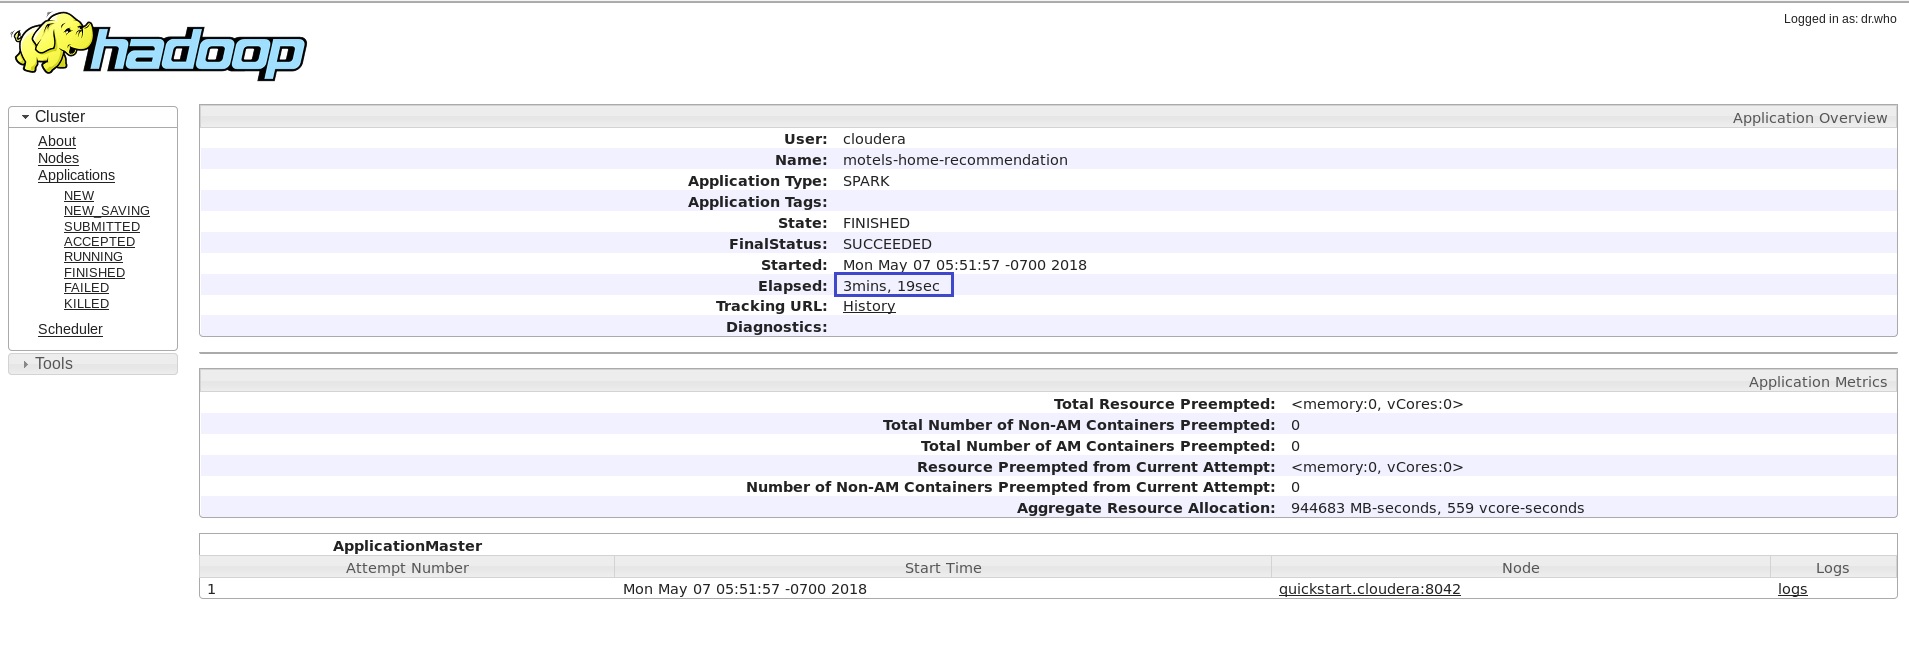 Logged in as: dr.who
hadoop
Cluster
About
Nodes
Applications
NEW
NEW_SAVING
SUBMITTED
ACCEPTED
RUNNING
FINISHED
FAILED
KILLED
Scheduler
Tools
Application Overview
User: cloudera
Name: motels-home-recommendation
Application Type: SPARK
Application Tags:
State: FINISHED
FinalStatus: SUCCEEDED
Started: Mon May 07 05:51:57 -0700 2018
Elapsed: 3mins, 19sec
Tracking URL: History
Diagnostics:
Application Metrics
Total Resource Preempted: <memory:0, vCores:0>
Total Number of Non-AM Containers Preempted: 0
Total Number of AM Containers Preempted: 0
Resource Preempted from Current Attempt: <memory:0, vCores:0>
Number of Non-AM Containers Preempted from Current Attempt: 0
Aggregate Resource Allocation: 944683 MB-seconds, 559 vcore-seconds
ApplicationMaster
Attempt Number Start Time Node Logs
1 Mon May 07 05:51:57 -0700 2018 quickstart.cloudera:8042 logs